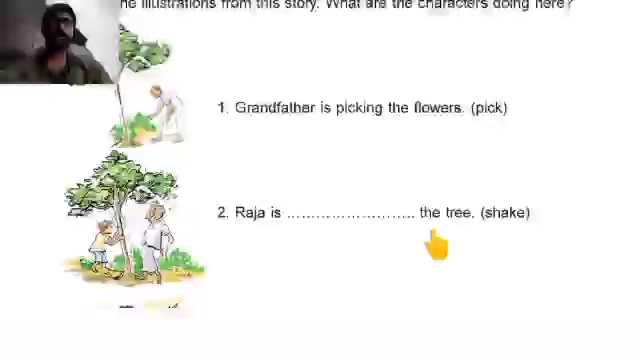 he illustrations from this story. What are the characters doing here?
1. Grandfather is picking the flowers. (pick)
2. Raja is ........................... the tree. (shake)